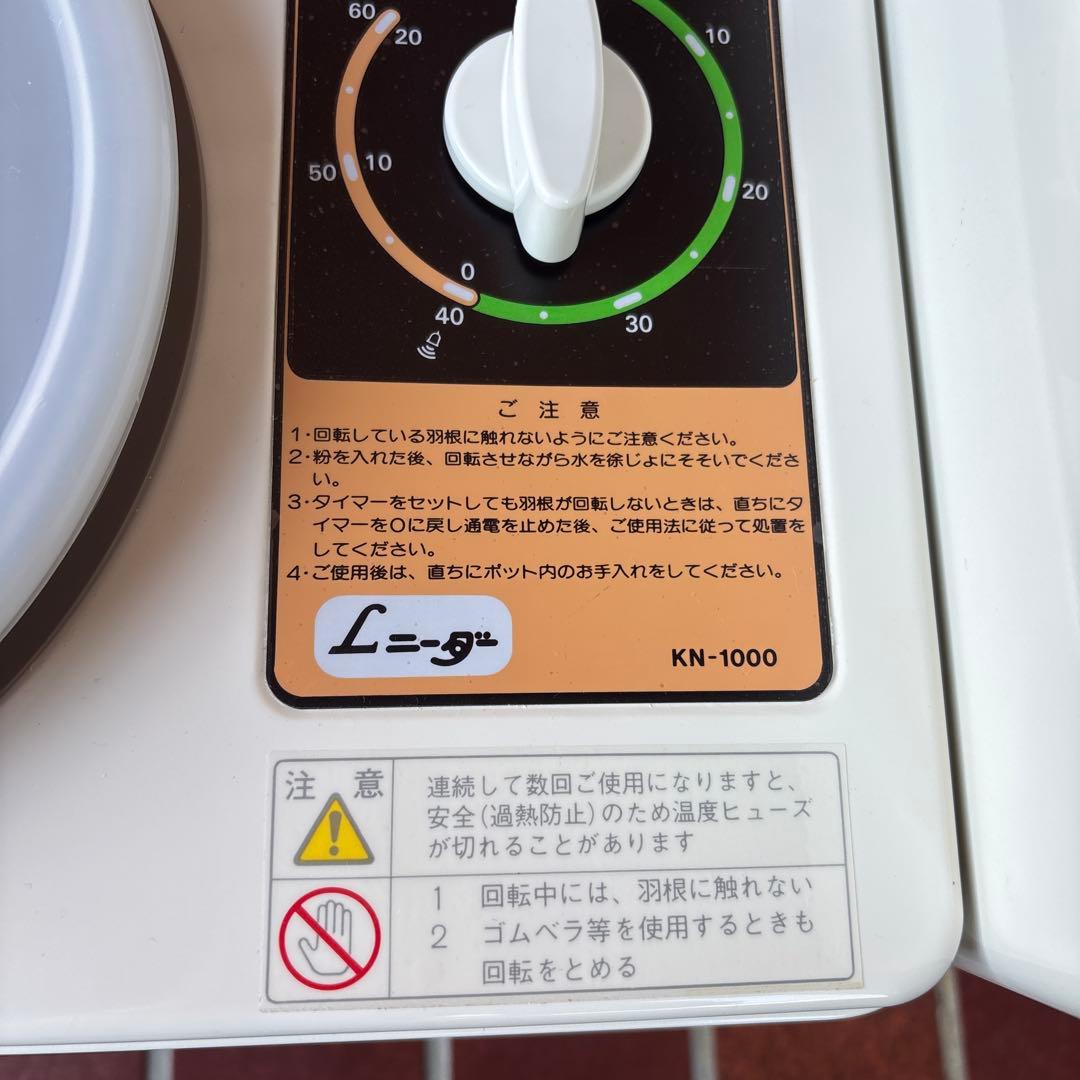 60
20
10
50 10
20
0
40
30
ご注意
1・回転している羽根に触れないようにご注意ください。
2・粉を入れた後、回転させながら水を徐じょにそそいでくださ
い。
3・タイマーをセットしても羽根が回転しないときは、直ちにタ
イマーを0に戻し通電を止めた後、ご使用法に従って処置を
してください。
4・ご使用後は、直ちにポット内のお手入れをしてください。
Lニーダー
KN-1000
注意
連続して数回ご使用になりますと、
安全(過熱防止)のため温度ヒューズ
が切れることがあります
1 回転中には、羽根に触れない
2 ゴムベラ等を使用するときも
回転をとめる